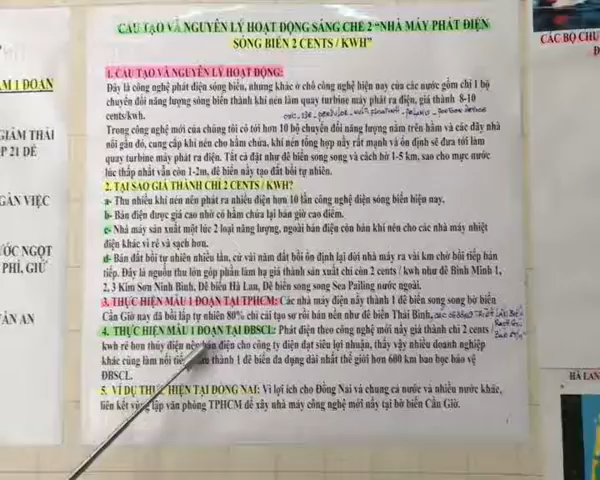 CẤU TẠO VÀ NGUYÊN LÝ HOẠT ĐỘNG SÁNG CHẾ 2 "NHÀ MÁY PHÁT ĐIỆN
SÓNG BIỂN 2 CENTS / KWH"
1. CẤU TẠO VÀ NGUYÊN LÝ HOẠT ĐỘNG:
Đây là công nghệ phát điện sóng biển, nhưng khác ở chỗ công nghệ hiện nay của các nước gồm chỉ 1 bộ
chuyển đổi năng lượng sóng biển thành khí nén làm quay turbine máy phát ra điện, giá thành 8-10
cents/kwh.
Trong công nghệ mới của chúng tôi có tới hơn 10 bộ chuyển đổi năng lượng nằm trên hầm và các dãy nhà
nổi gần đó, cung cấp khí nén cho hầm chứa, khí nén tổng hợp nầy rất mạnh và ổn định sẽ đưa tới làm
quay turbine máy phát ra điện. Tất cả đặt như đê biển song song và cách bờ 1-5 km, sao cho mực nước
lúc thấp nhất vẫn còn 1-2m, đê biển nầy tạo đất bồi tự nhiên.
2. TẠI SAO GIÁ THÀNH CHỈ 2 CENTS / KWH?
a- Thu nhiều khí nén nên phát ra nhiều điện hơn 10 lần công nghệ điện sóng biển hiện nay.
b- Bán điện được giá cao nhờ có hầm chứa lại bán giờ cao điểm.
c- Nhà máy sản xuất một lúc 2 loại năng lượng, ngoài bán điện còn bán khí nén cho các nhà máy nhiệt
điện khác vì rẻ và sạch hơn.
d- Bán đất bồi tự nhiên nhiều lần, cứ vài năm đất bồi ổn định lại dời nhà máy ra vài km chờ bồi tiếp bán
tiếp. Đây là nguồn thu lớn góp phần làm hạ giá thành sản xuất chỉ còn 2 cents / kwh như đê Bình Minh 1,
2, 3 Kim Sơn Ninh Bình, Đê biển Hà Lan, Đê biển song song Sea Pailing nước ngoài.
3. THỰC HIỆN MẪU 1 ĐOẠN TẠI TPHCM: Các nhà máy điện nầy thành 1 đê biển song song bờ biển
Cần Giờ nay đã bồi lắp tự nhiên 80% chỉ cải tạo sơ rồi bán nền như đê biển Thái Bình,
4. THỰC HIỆN MẪU 1 ĐOẠN TẠI ĐBSCL: Phát điện theo công nghệ mới nầy giá thành chỉ 2 cents /
kwh rẻ hơn thủy điện nên bán điện cho công ty điện đạt siêu lợi nhuận, thấy vậy nhiều doanh nghiệp
khác cũng làm nối tiếp thành 1 đê biển đa dụng dài nhất thế giới hơn 600 km bao bọc bảo vệ
ĐBSCL.
5. VÍ DỤ THỰC HIỆN TẠI ĐỒNG NAI: Vì lợi ích cho Đồng Nai và chung cả nước và nhiều nước khác,
liên kết vùng lập văn phòng TPHCM để xây nhà máy công nghệ mới nầy tại bờ biển Cần Giờ.
ẪM 1 ĐOẠN
GIẢM THẢI
P 21 DỄ
GẮN VIỆC
ƯỚC NGỌT
PHÍ, GIỮ
VẪN AN
CÁC BỘ CHU
HÀ LAN